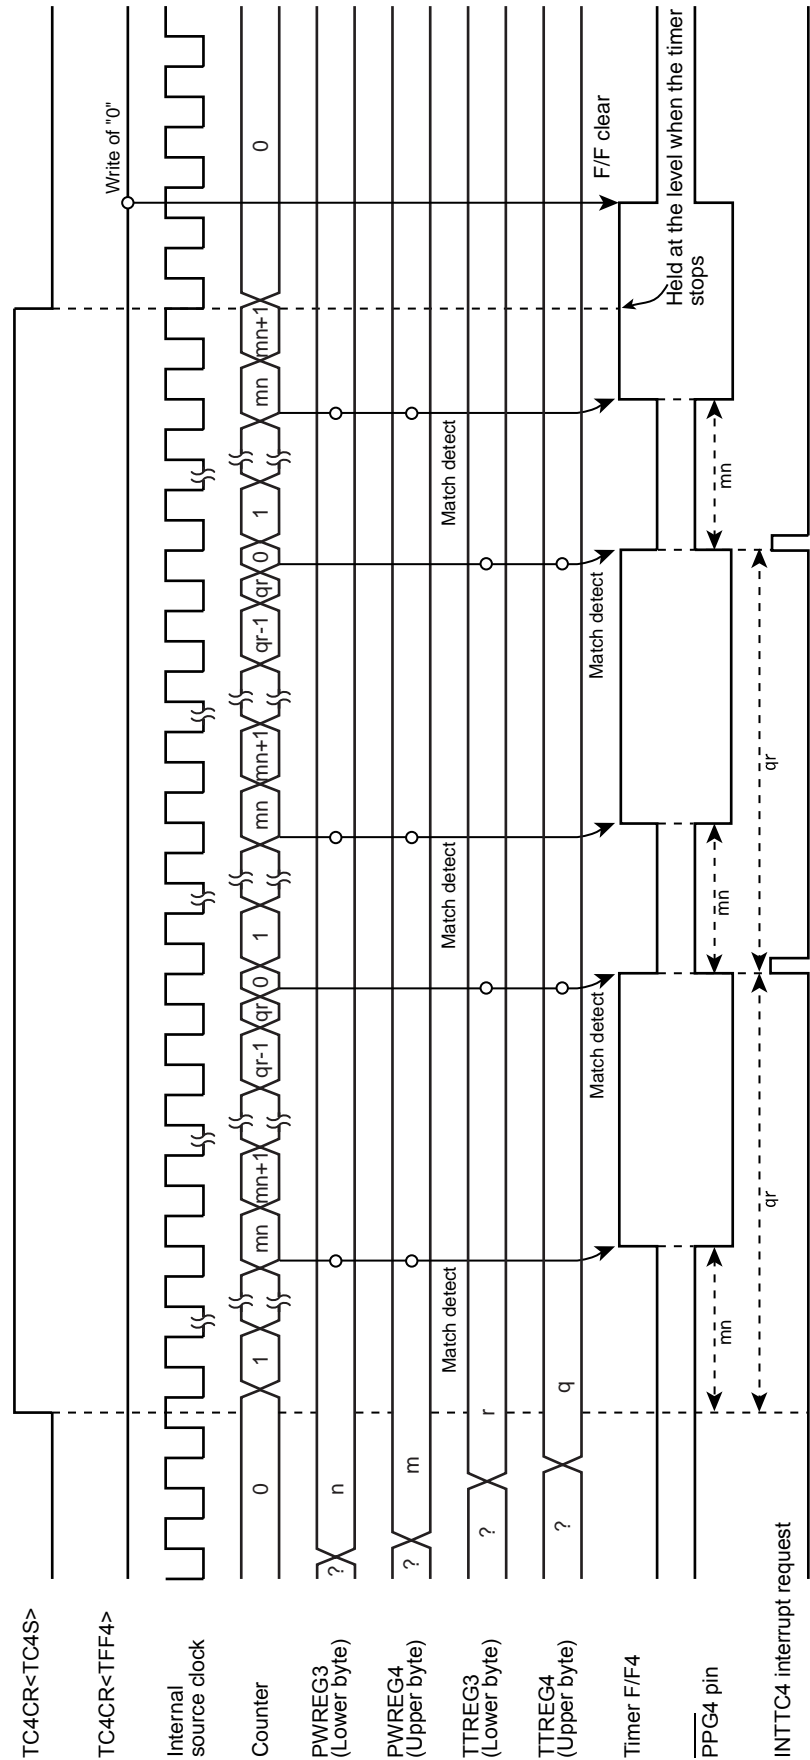 TC4CR<TC4S>
TC4CR<TFF4>
Write of "0"
Internal
source clock
Counter
0
1
mn
mn+1
qr-1
qr
0
1
mn
mn+1
qr-1
qr
0
1
mn
mn+1
0
PWREG3
(Lower byte)
?
n
PWREG4
(Upper byte)
?
m
Match detect
Match detect
Match detect
TTREG3
(Lower byte)
?
r
TTREG4
(Upper byte)
?
q
Match detect
Match detect
F/F clear
Timer F/F4
Held at the level when the timer
stops
PPG4 pin
mn
mn
mn
qr
qr
INTTC4 interrupt request